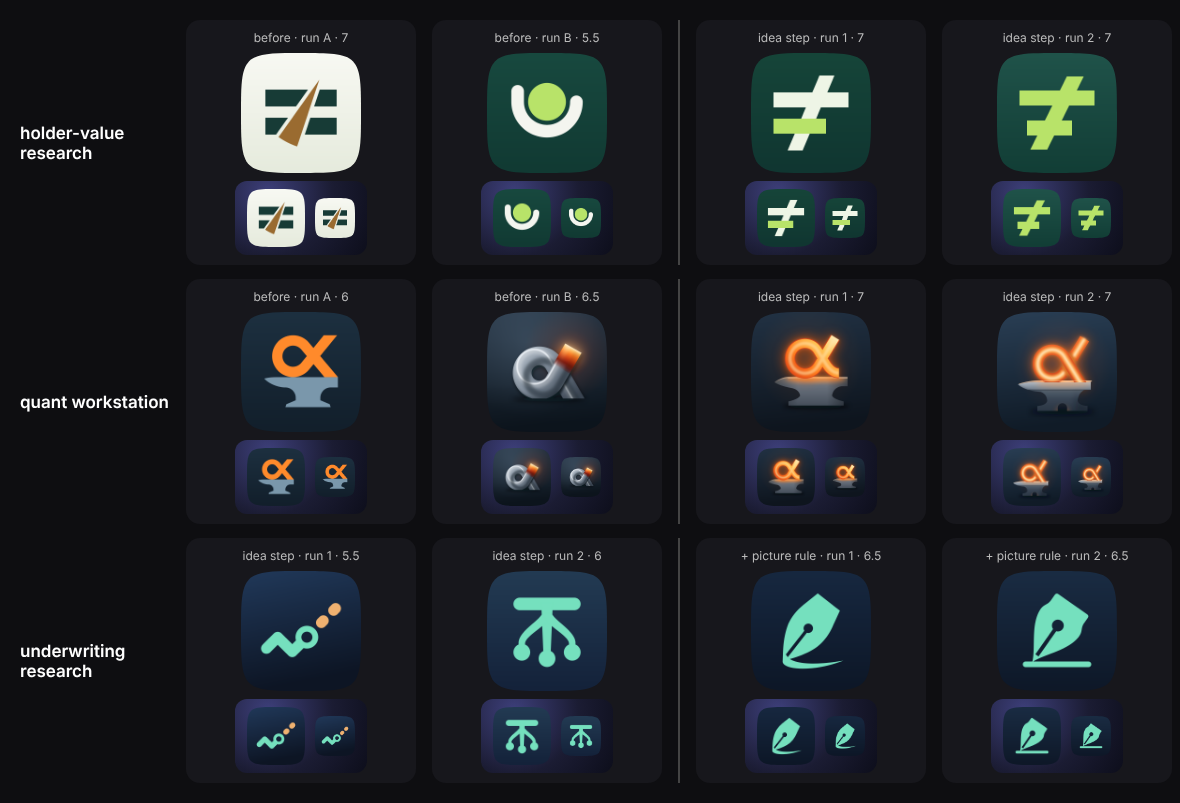 before · run A · 7
before · run B · 5.5
idea step · run 1 · 7
idea step · run 2 · 7
holder-value
research
before · run A · 6
before · run B · 6.5
idea step · run 1 · 7
idea step · run 2 · 7
quant workstation
idea step · run 1 · 5.5
idea step · run 2 · 6
+ picture rule · run 1 · 6.5
+ picture rule · run 2 · 6.5
underwriting
research